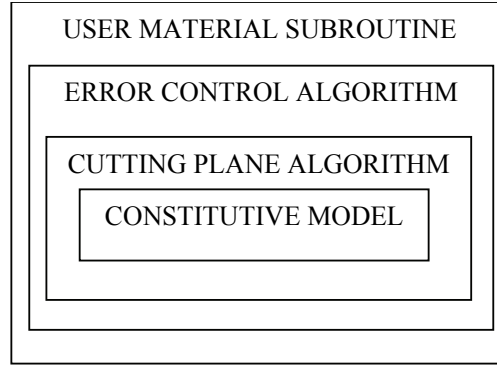 USER MATERIAL SUBROUTINE
ERROR CONTROL ALGORITHM
CUTTING PLANE ALGORITHM
CONSTITUTIVE MODEL